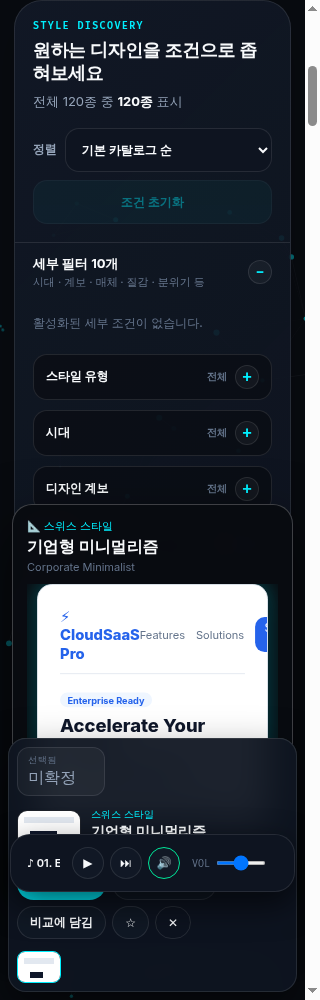 STYLE DISCOVERY
원하는 디자인을 조건으로 좁
혀보세요
전체 120종 중 120종 표시
정렬
기본 카탈로그 순
조건 초기화
세부 필터 10개
시대 · 계보 · 매체 · 질감 · 분위기 등
활성화된 세부 조건이 없습니다.
스타일 유형 전체 +
시대 전체 +
디자인 계보 전체 +
📐 스위스 스타일
기업형 미니멀리즘
Corporate Minimalist
⚡
CloudSaaS
Pro
Features Solutions
Enterprise Ready
Accelerate Your
선택됨
미확정
스위스 스타일
기업형 미니멀리즘
♪ 01. E ▶ ⏭ 🔊 VOL
비교에 담김 ☆ ✕